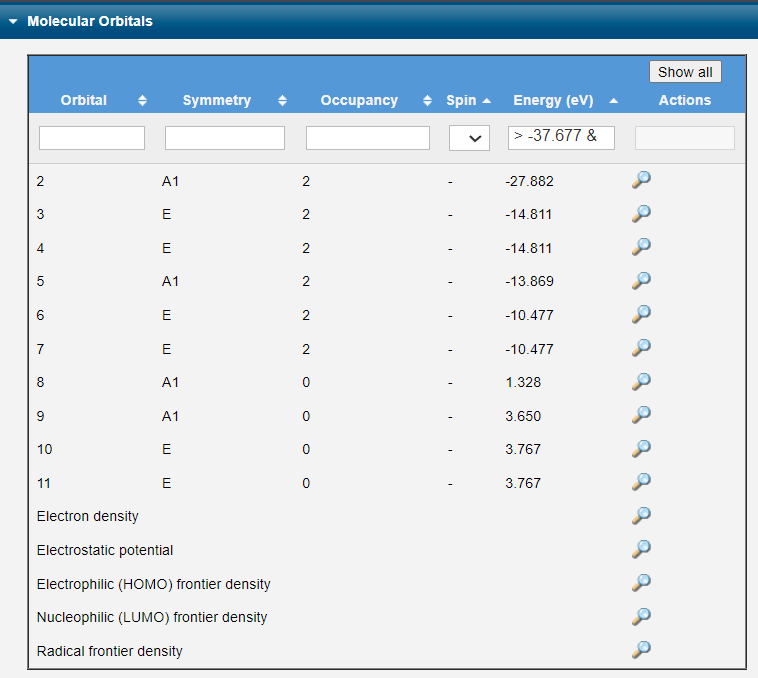 Molecular Orbitals
Show all
Orbital Symmetry Occupancy Spin Energy (eV) Actions
> -37.677 &
2 A1 2 - -27.882
3 E 2 - -14.811
4 E 2 - -14.811
5 A1 2 - -13.869
6 E 2 - -10.477
7 E 2 - -10.477
8 A1 0 - 1.328
9 A1 0 - 3.650
10 E 0 - 3.767
11 E 0 - 3.767
Electron density
Electrostatic potential
Electrophilic (HOMO) frontier density
Nucleophilic (LUMO) frontier density
Radical frontier density